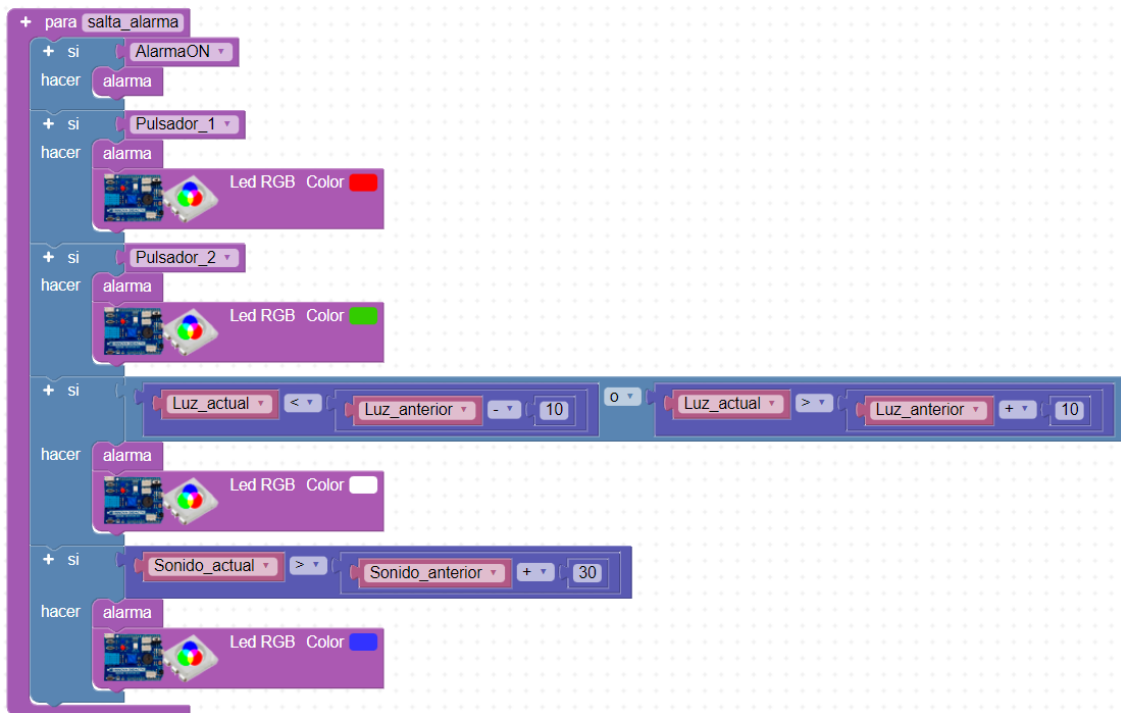 + para salta_alarma
+ si AlarmaON
hacer alarma
+ si Pulsador_1
hacer alarma
Led RGB Color
+ si Pulsador_2
hacer alarma
Led RGB Color
+ si Luz_actual < Luz_anterior - 10 o Luz_actual > Luz_anterior + 10
hacer alarma
Led RGB Color
+ si Sonido_actual > Sonido_anterior + 30
hacer alarma
Led RGB Color